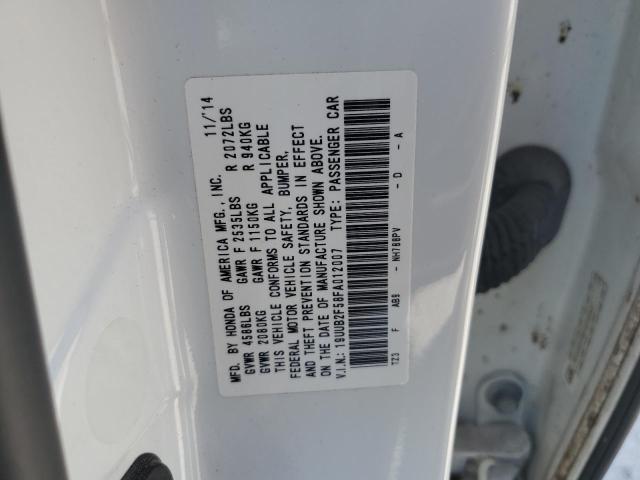 MFD. BY HONDA OF AMERICA MFG., INC. 11/'14
GVWR 4586LBS GAWR F 2535LBS R 2072LBS
GVWR 2080KG GAWR F 1150KG R 940KG
THIS VEHICLE CONFORMS TO ALL APPLICABLE
FEDERAL MOTOR VEHICLE SAFETY, BUMPER,
AND THEFT PREVENTION STANDARDS IN EFFECT
ON THE DATE OF MANUFACTURE SHOWN ABOVE.
V.I.N.: 19UUB2F58FA012007 TYPE: PASSENGER CAR
TZ3 F AB9 - NH788PV - D - A